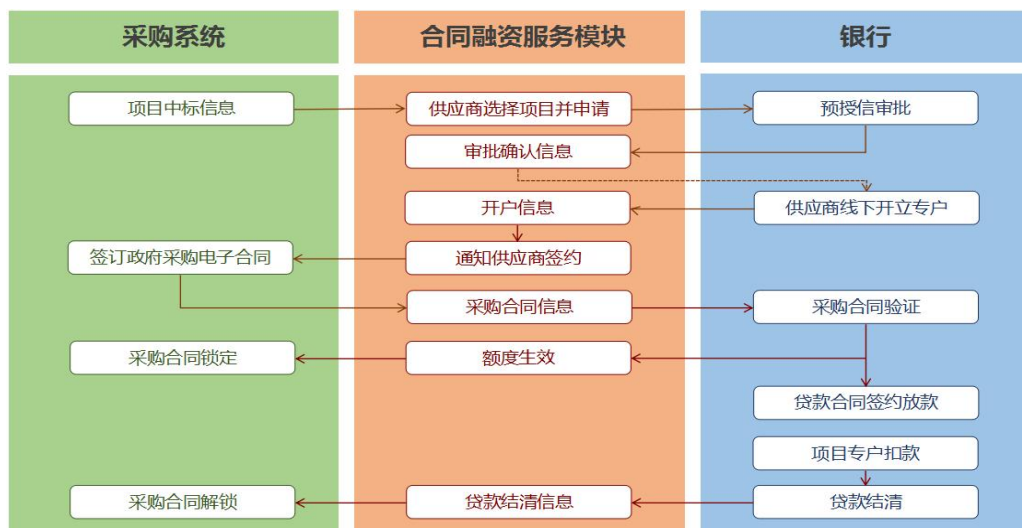 采购系统
合同融资服务模块
银行
项目中标信息
供应商选择项目并申请
预授信审批
审批确认信息
开户信息
供应商线下开立专户
签订政府采购电子合同
通知供应商签约
采购合同信息
采购合同验证
采购合同锁定
额度生效
贷款合同签约放款
项目专户扣款
采购合同解锁
贷款结清信息
贷款结清